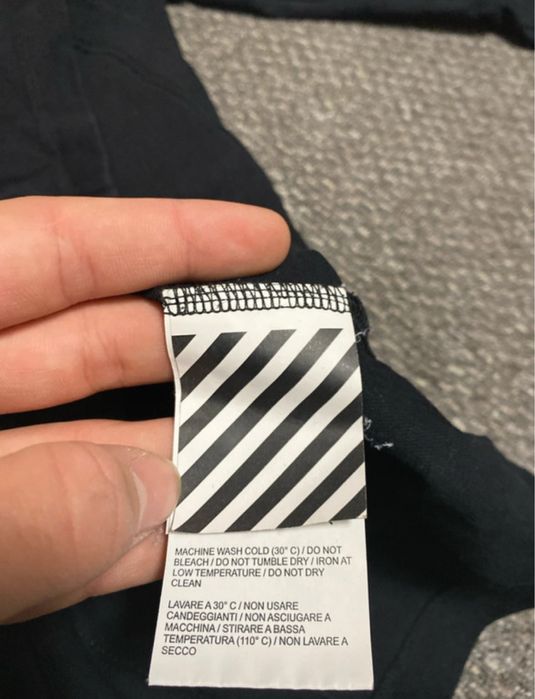 MACHINE WASH COLD (30° C) / DO NOT
BLEACH / DO NOT TUMBLE DRY / IRON AT
LOW TEMPERATURE / DO NOT DRY
CLEAN
LAVARE A 30° C / NON USARE
CANDEGGIANTI / NON ASCIUGARE A
MACCHINA / STIRARE A BASSA
TEMPERATURA (110° C) / NON LAVARE A
SECCO